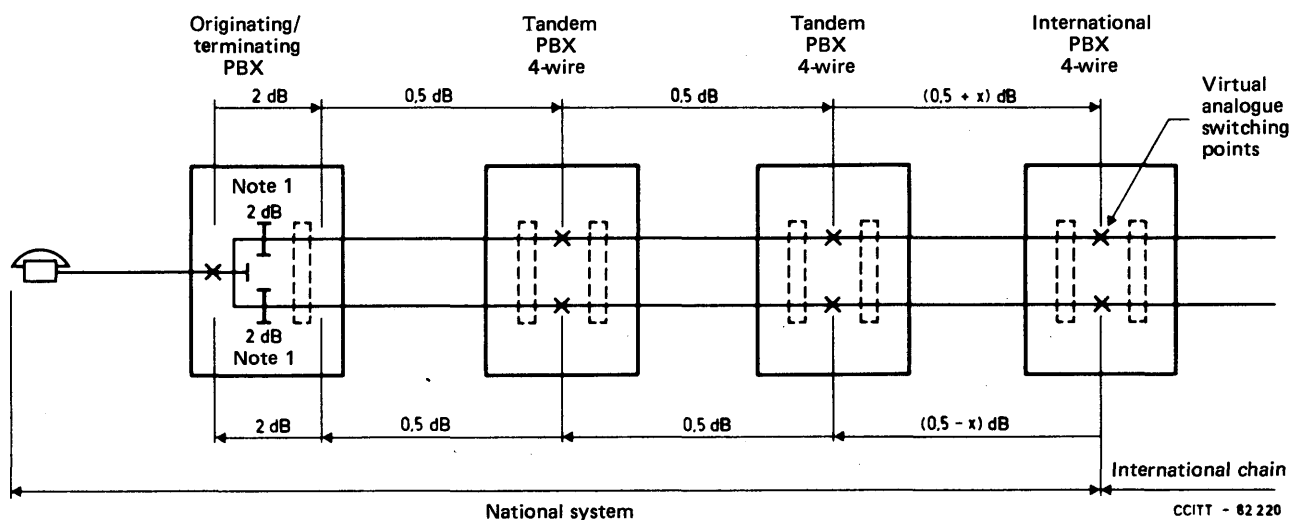 Originating/
terminating
PBX
Tandem
PBX
4-wire
Tandem
PBX
4-wire
International
PBX
4-wire
2 dB
0,5 dB
0,5 dB
(0,5 + x) dB
Virtual
analogue
switching
points
Note 1
2 dB
2 dB
Note 1
2 dB
0,5 dB
0,5 dB
(0,5 - x) dB
International chain
National system
CCITT - 82 220